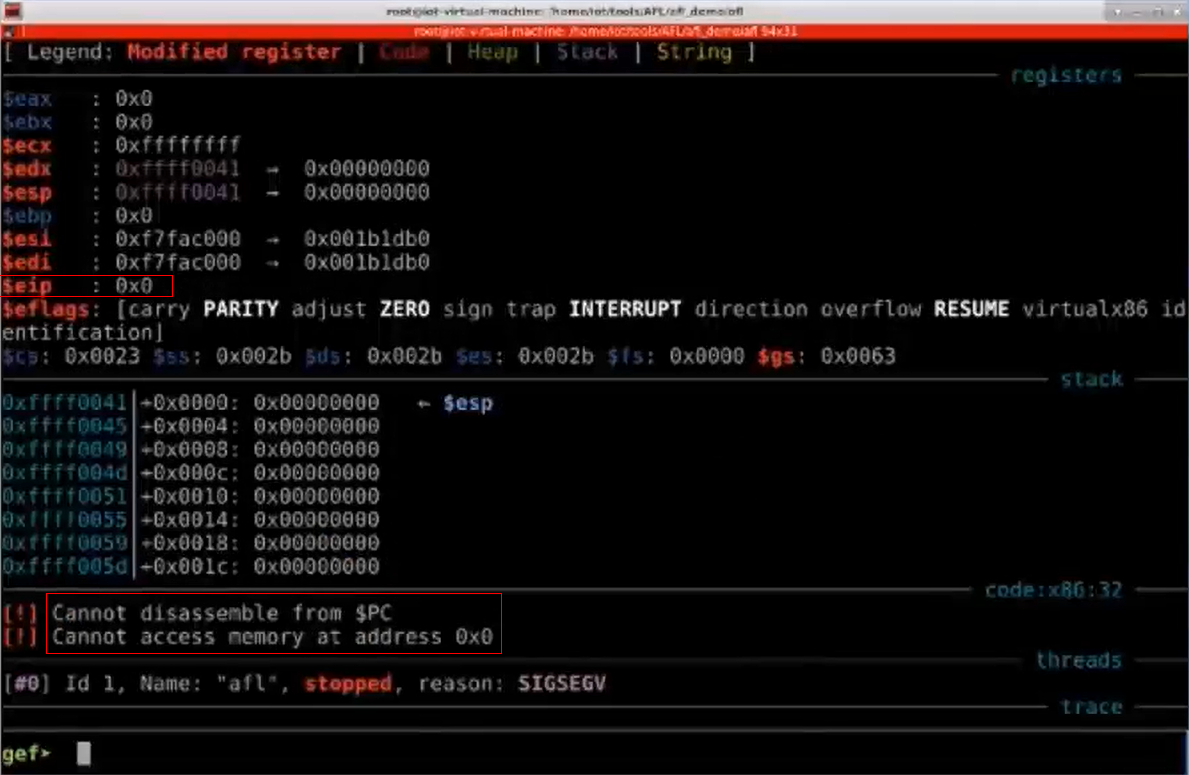 root@iot-virtual-machine: /home/iot/tools/AFL/afl_demo/afl
root@iot-virtual-machine: /home/iot/tools/AFL/afl_demo/afl 94x31
[ Legend: Modified register | Code | Heap | Stack | String ]
registers
$eax : 0x0
$ebx : 0x0
$ecx : 0xffffffff
$edx : 0xffff0041 → 0x00000000
$esp : 0xffff0041 → 0x00000000
$ebp : 0x0
$esi : 0xf7fac000 → 0x001b1db0
$edi : 0xf7fac000 → 0x001b1db0
$eip : 0x0
$eflags: [carry PARITY adjust ZERO sign trap INTERRUPT direction overflow RESUME virtualx86 id
entification]
$cs: 0x0023 $ss: 0x002b $ds: 0x002b $es: 0x002b $fs: 0x0000 $gs: 0x0063
stack
0xffff0041│+0x0000: 0x00000000 ← $esp
0xffff0045│+0x0004: 0x00000000
0xffff0049│+0x0008: 0x00000000
0xffff004d│+0x000c: 0x00000000
0xffff0051│+0x0010: 0x00000000
0xffff0055│+0x0014: 0x00000000
0xffff0059│+0x0018: 0x00000000
0xffff005d│+0x001c: 0x00000000
code:x86:32
[!] Cannot disassemble from $PC
[!] Cannot access memory at address 0x0
threads
[#0] Id 1, Name: "afl", stopped, reason: SIGSEGV
trace
gef➤